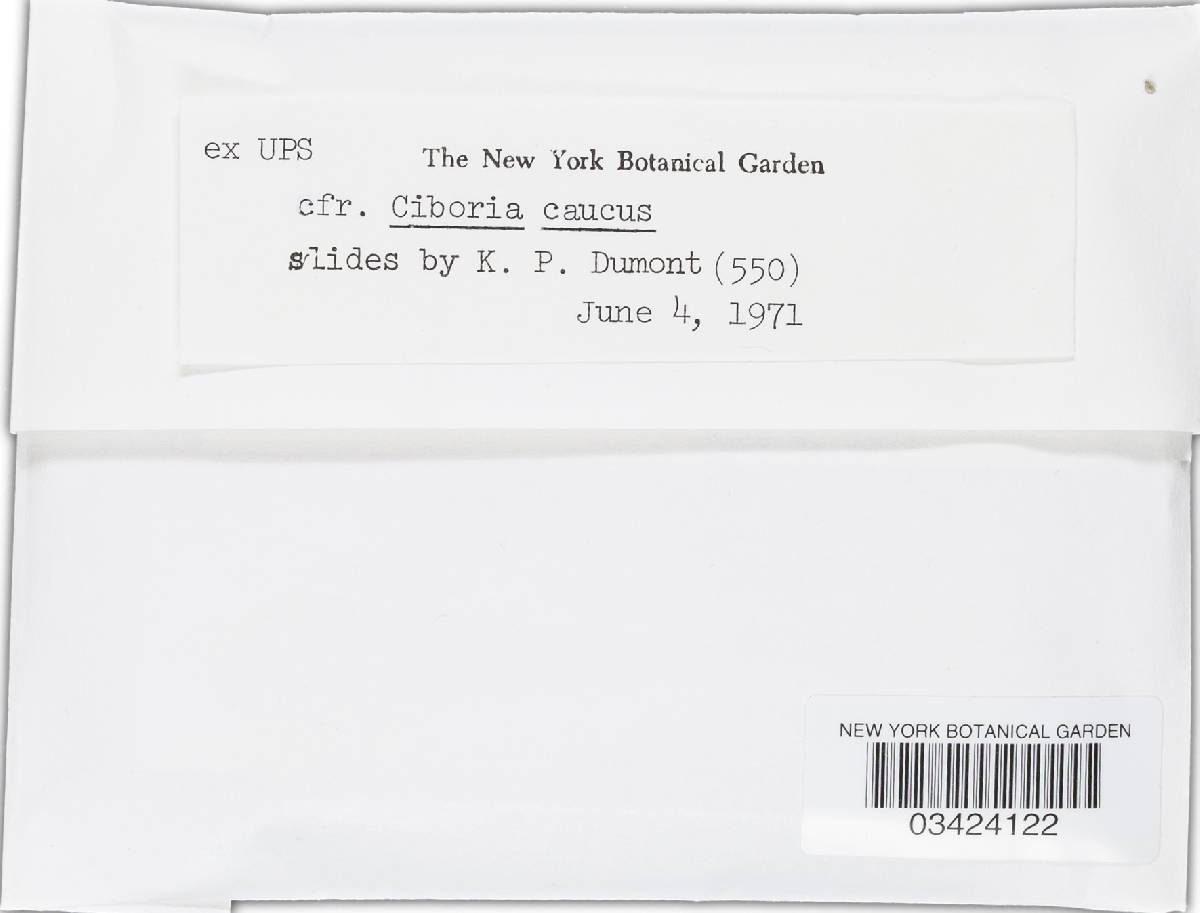 ex UPS The New York Botanical Garden
cfr. Ciboria caucus
slides by K. P. Dumont (550)
June 4, 1971
NEW YORK BOTANICAL GARDEN
03424122